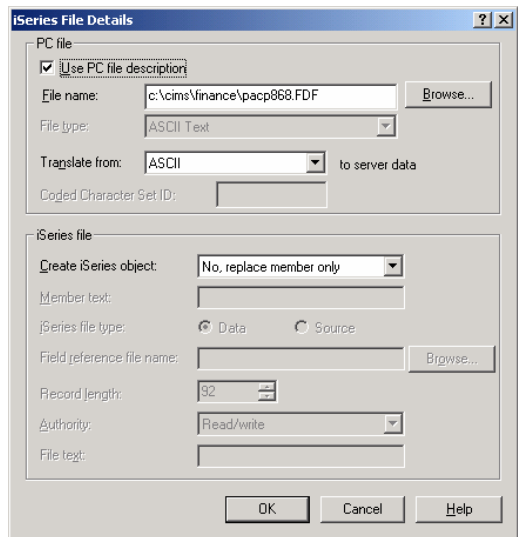 iSeries File Details
PC file
Use PC file description
File name: c:\cims\finance\pacp868.FDF Browse...
File type: ASCII Text
Translate from: ASCII to server data
Coded Character Set ID:
iSeries file
Create iSeries object: No, replace member only
Member text:
iSeries file type: Data Source
Field reference file name: Browse...
Record length: 92
Authority: Read/write
File text:
OK Cancel Help